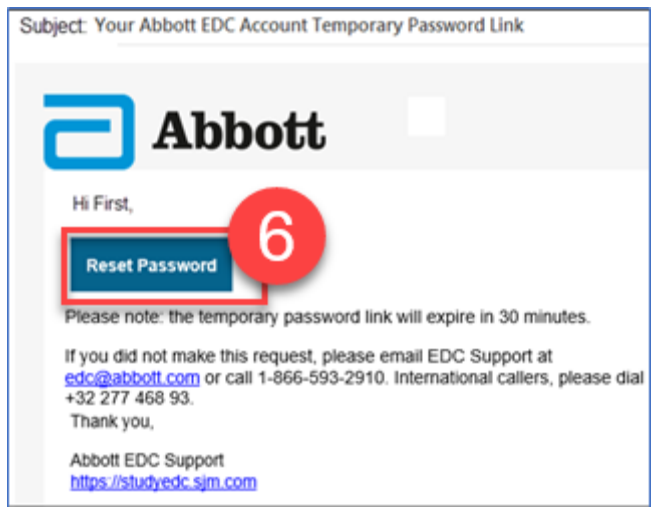 Subject: Your Abbott EDC Account Temporary Password Link
Abbott
Hi First,
6
Reset Password
Please note: the temporary password link will expire in 30 minutes.
If you did not make this request, please email EDC Support at
edc@abbott.com or call 1-866-593-2910. International callers, please dial
+32 277 468 93.
Thank you,
Abbott EDC Support
https://studyedc.sjm.com